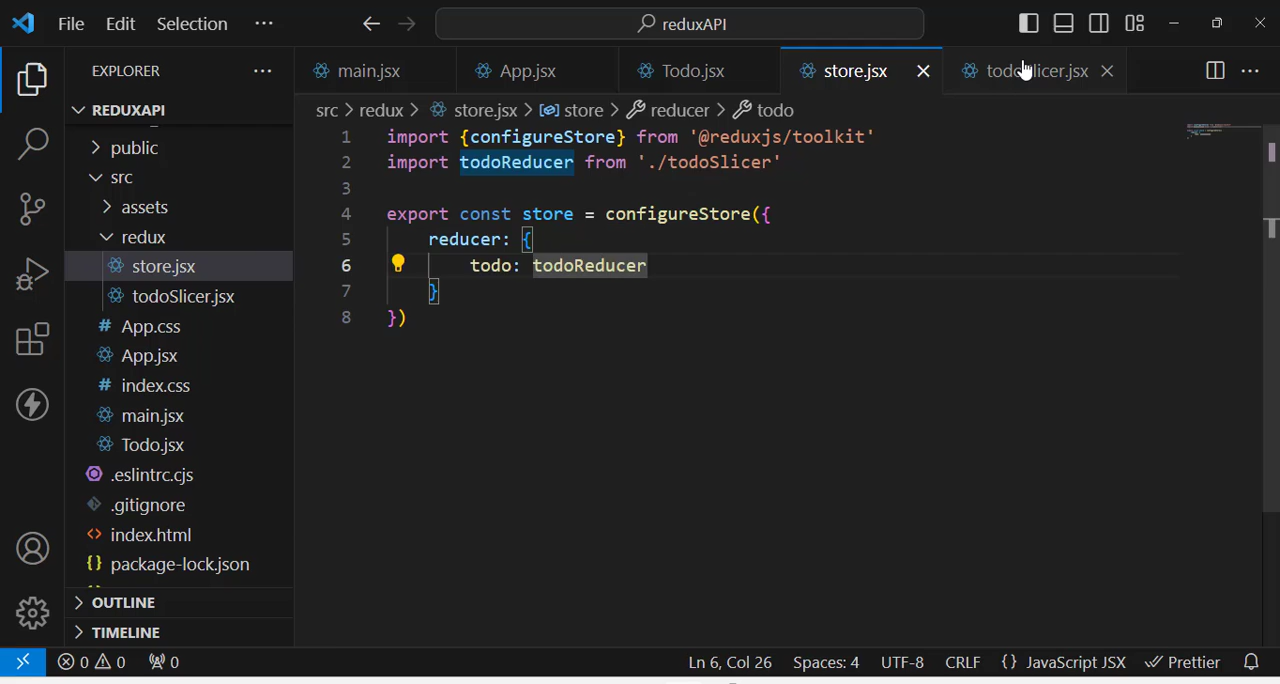 File Edit Selection ··· reduxAPI
EXPLORER ···
main.jsx App.jsx Todo.jsx store.jsx todoSlicer.jsx ···
REDUXAPI
src > redux > store.jsx > store > reducer > todo
public
src
assets
redux
store.jsx
todoSlicer.jsx
App.css
App.jsx
index.css
main.jsx
Todo.jsx
.eslintrc.cjs
.gitignore
index.html
package-lock.json
OUTLINE
TIMELINE
1 import {configureStore} from '@reduxjs/toolkit'
2 import todoReducer from './todoSlicer'
3
4 export const store = configureStore({
5 reducer: {
6 todo: todoReducer
7 }
8 })
0 0 0 Ln 6, Col 26 Spaces: 4 UTF-8 CRLF {} JavaScript JSX Prettier